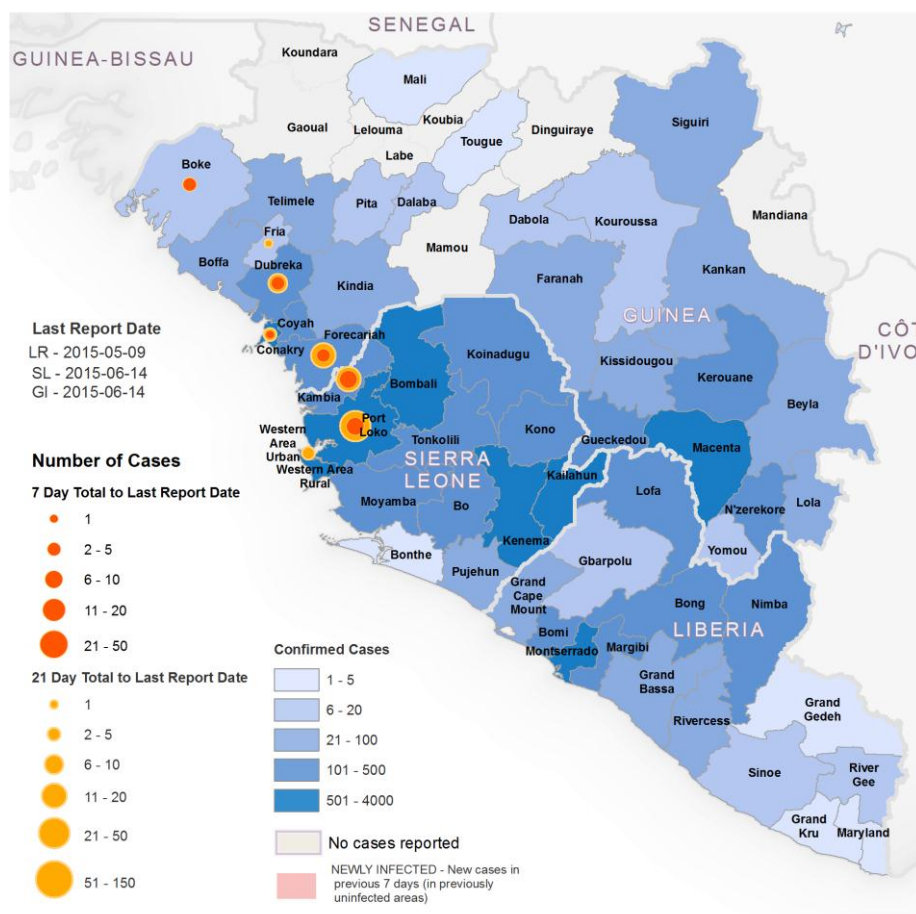 SENEGAL
GUINEA-BISSAU
Koundara
Mali
Siguiri
Gaoual
Lelouma
Koubia
Dinguiraye
Tougue
Labe
Boke
Telimele
Pita
Dalaba
Dabola
Kouroussa
Mandiana
Fria
Mamou
Boffa
Dubreka
Kindia
Faranah
Kankan
GUINEA
Last Report Date
LR - 2015-05-09
SL - 2015-06-14
GI - 2015-06-14
Coyah
Conakry
Forecariah
Koinadugu
Kissidougou
Kerouane
CÔT
D'IVO
Bombali
Kambia
Beyla
Port
Loko
Kono
Gueckedou
Macenta
Western
Area
Urban
Western Area
Rural
Tonkolili
SIERRA
LEONE
Kailahun
Lofa
N'zerekore
Lola
Moyamba
Bo
Kenema
Yomou
Bonthe
Gbarpolu
Pujehun
Grand
Cape
Mount
Bong
Nimba
LIBERIA
Bomi
Montserrado
Margibi
Grand
Bassa
Rivercess
Grand
Gedeh
Sinoe
River
Gee
Grand
Kru
Maryland
Number of Cases
7 Day Total to Last Report Date
1
2 - 5
6 - 10
11 - 20
21 - 50
21 Day Total to Last Report Date
1
2 - 5
6 - 10
11 - 20
21 - 50
51 - 150
Confirmed Cases
1 - 5
6 - 20
21 - 100
101 - 500
501 - 4000
No cases reported
NEWLY INFECTED - New cases in
previous 7 days (in previously
uninfected areas)